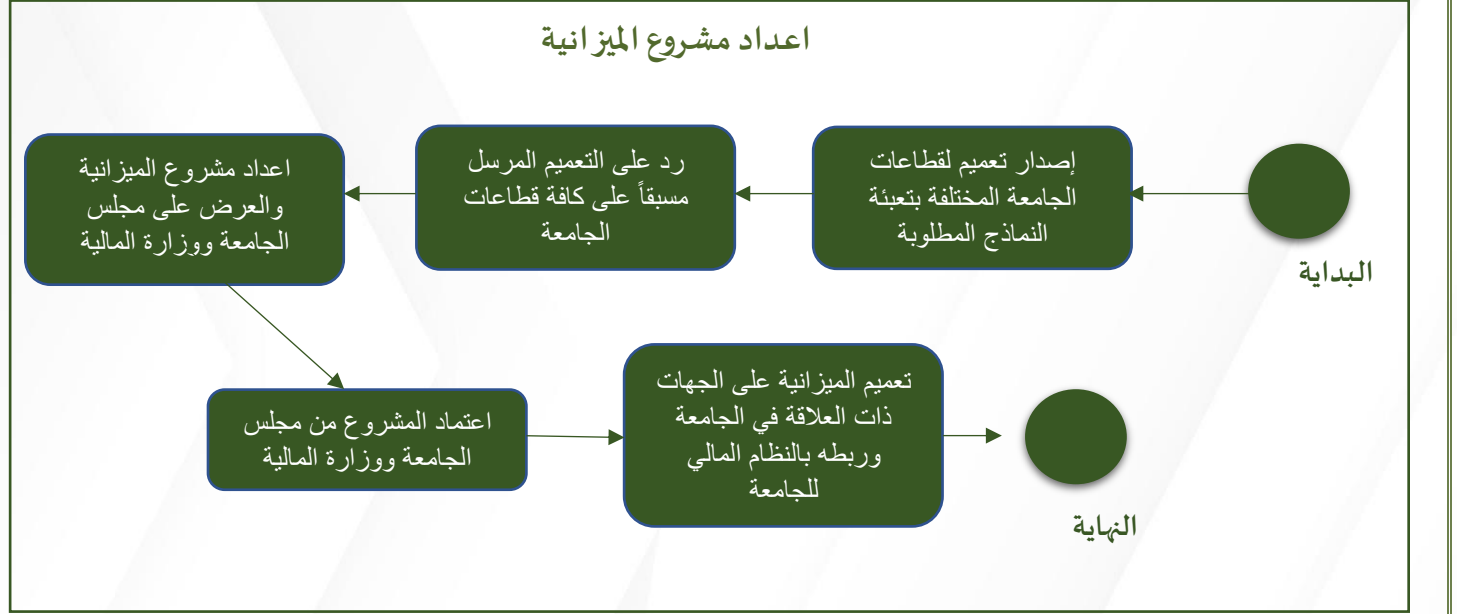 اعداد مشروع الميزانية
البداية
إصدار تعميم لقطاعات
الجامعة المختلفة بتعبئة
النماذج المطلوبة
رد على التعميم المرسل
مسبقاً على كافة قطاعات
الجامعة
اعداد مشروع الميزانية
والعرض على مجلس
الجامعة ووزارة المالية
اعتماد المشروع من مجلس
الجامعة ووزارة المالية
تعميم الميزانية على الجهات
ذات العلاقة في الجامعة
وربطه بالنظام المالي
للجامعة
النهاية